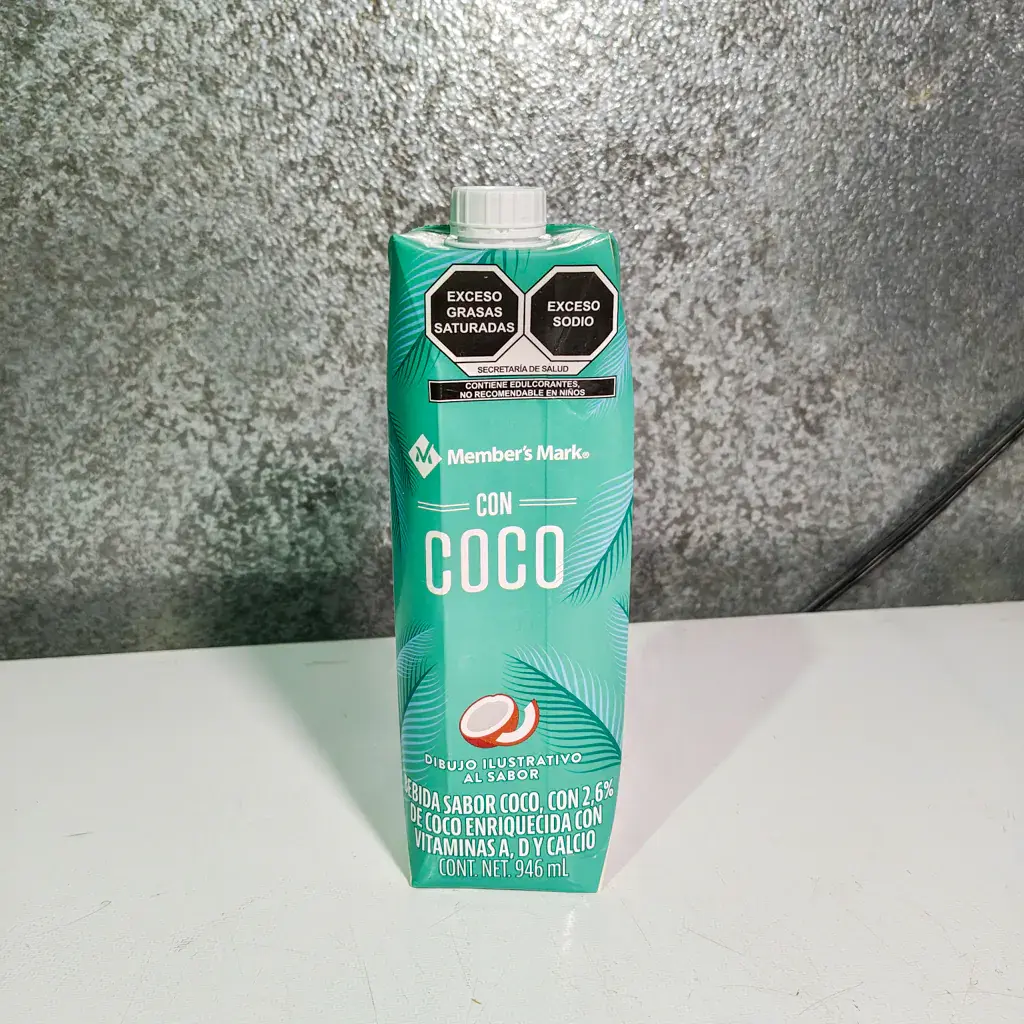 EXCESO
GRASAS
SATURADAS
EXCESO
SODIO
SECRETARÍA DE SALUD
CONTIENE EDULCORANTES,
NO RECOMENDABLE EN NIÑOS
Member's Mark®
CON
COCO
DIBUJO ILUSTRATIVO
AL SABOR
BEBIDA SABOR COCO, CON 2,6%
DE COCO ENRIQUECIDA CON
VITAMINAS A, D Y CALCIO
CONT. NET. 946 mL